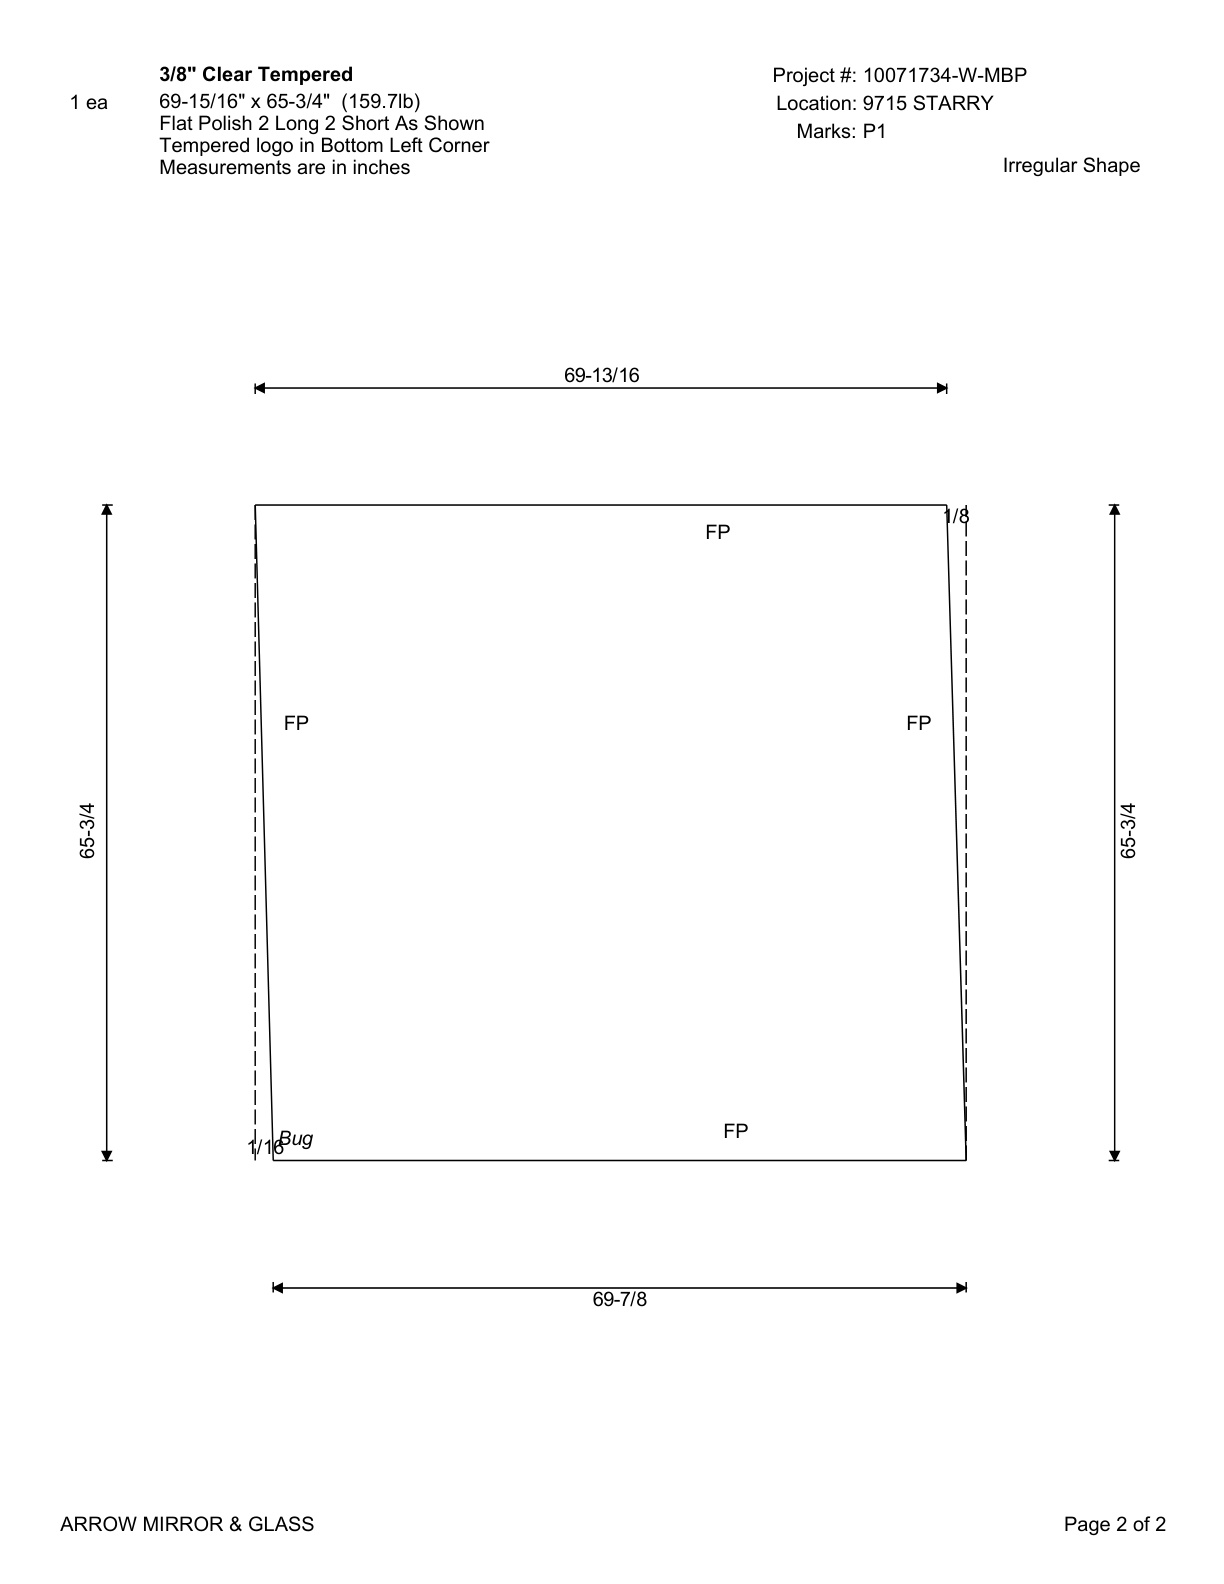 3/8" Clear Tempered
1 ea
69-15/16" x 65-3/4"  (159.7lb)
Flat Polish 2 Long 2 Short As Shown
Tempered logo in Bottom Left Corner
Measurements are in inches
Project #: 10071734-W-MBP
Location: 9715 STARRY
Marks: P1
Irregular Shape
69-13/16
1/8
FP
FP
FP
65-3/4
65-3/4
FP
Bug
1/16
69-7/8
ARROW MIRROR & GLASS
Page 2 of 2